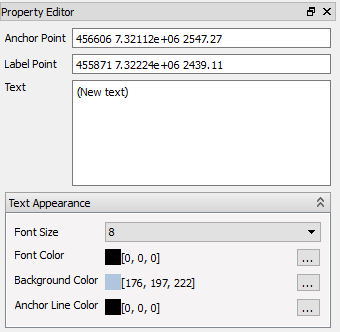 Property Editor
Anchor Point 456606 7.32112e+06 2547.27
Label Point 455871 7.32224e+06 2439.11
Text (New text)
Text Appearance
Font Size 8
Font Color [0, 0, 0] ...
Background Color [176, 197, 222] ...
Anchor Line Color [0, 0, 0] ...